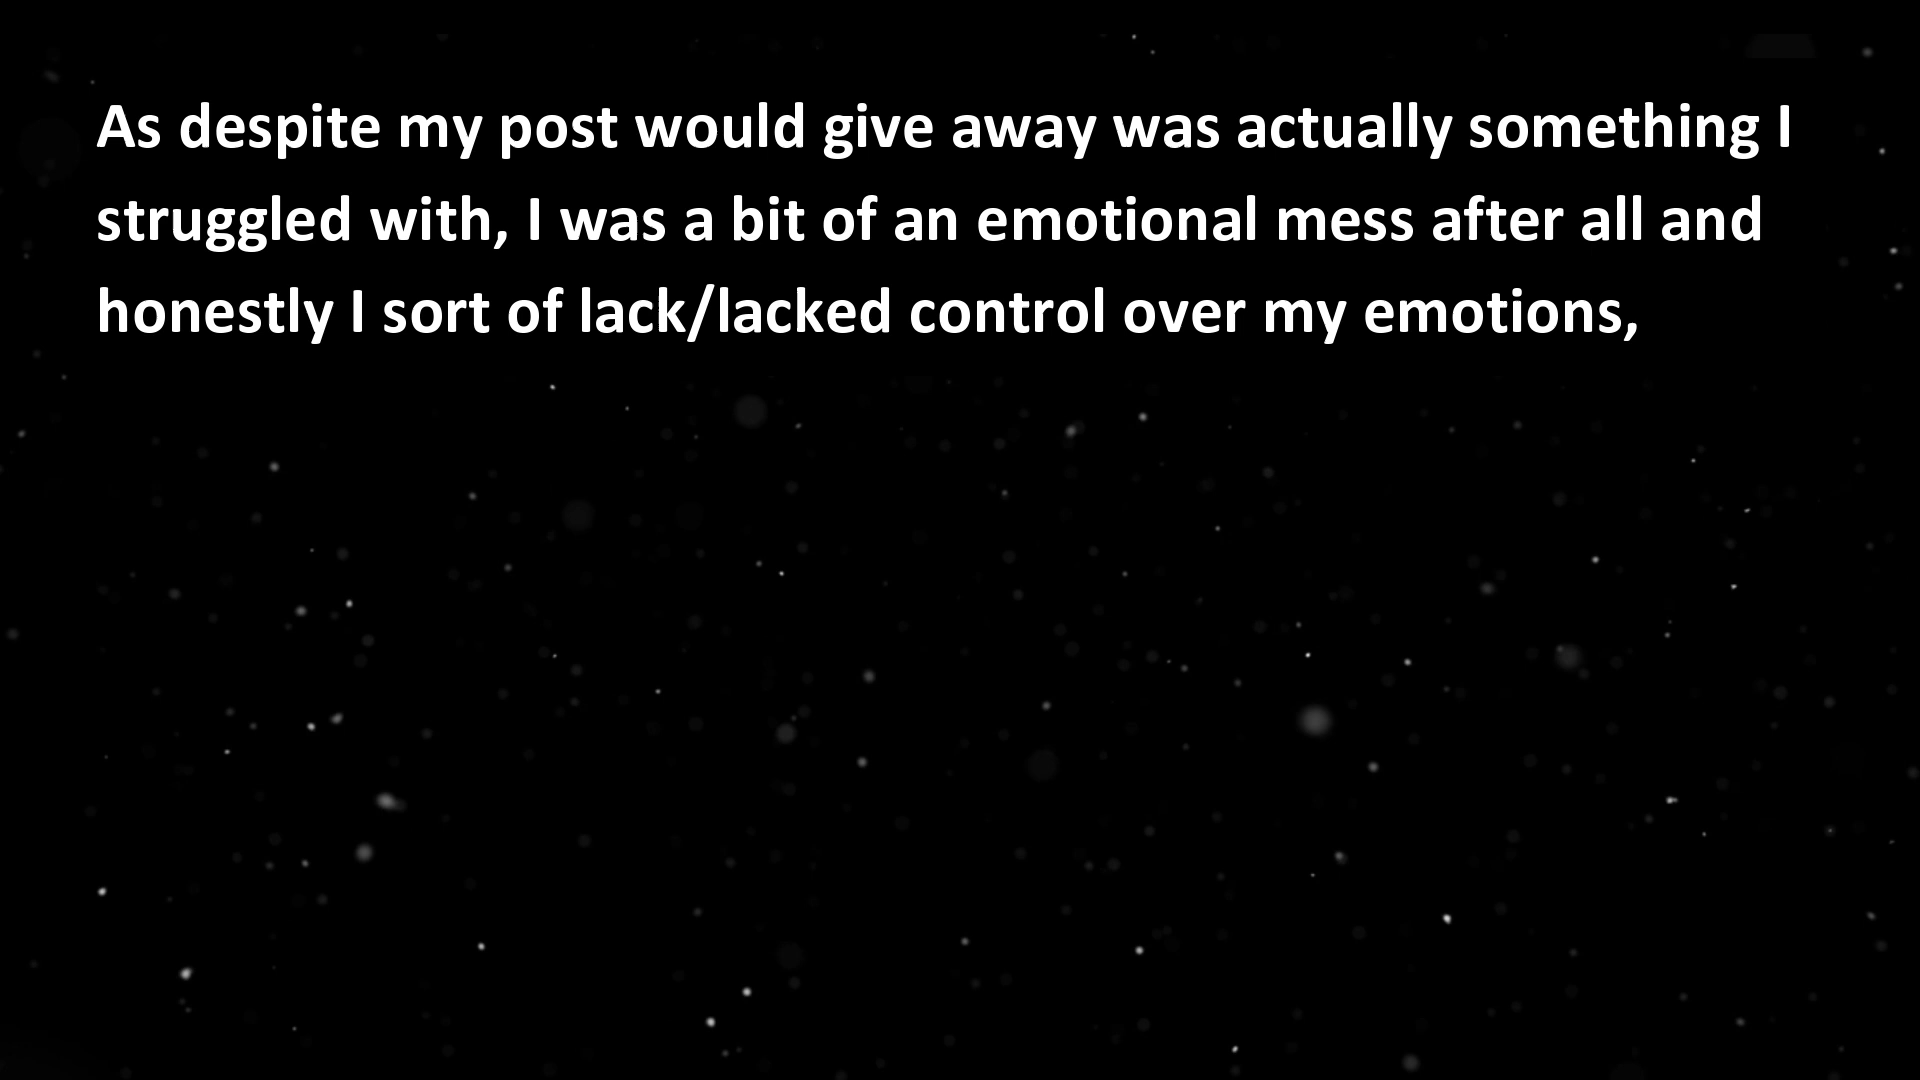 As despite my post would give away was actually something I
struggled with, I was a bit of an emotional mess after all and
honestly I sort of lack/lacked control over my emotions,